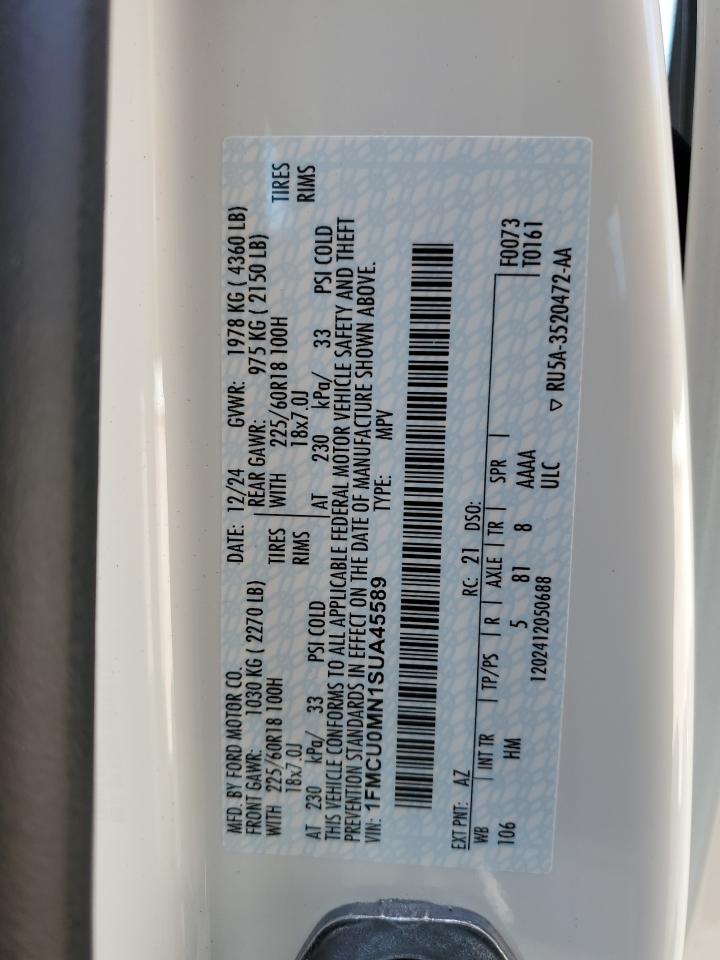 MFD. BY FORD MOTOR CO.
DATE: 12/24 GVWR: 1978 KG ( 4360 LB)
FRONT GAWR: 1030 KG ( 2270 LB)
REAR GAWR: 975 KG ( 2150 LB)
WITH 225/60R18 100H TIRES
WITH 225/60R18 100H TIRES
18x7.0J RIMS
18x7.0J RIMS
AT 230 kPa/ 33 PSI COLD
AT 230 kPa/ 33 PSI COLD
THIS VEHICLE CONFORMS TO ALL APPLICABLE FEDERAL MOTOR VEHICLE SAFETY AND THEFT
PREVENTION STANDARDS IN EFFECT ON THE DATE OF MANUFACTURE SHOWN ABOVE.
VIN: 1FMCU0MN1SUA45589 TYPE: MPV
EXT PNT: AZ RC: 21 DSO:
WB INT TR TP/PS R AXLE TR SPR F0073
T0161
106 HM 5 81 8 AAAA
1202412050688 ULC ▽ RU5A-3520472-AA